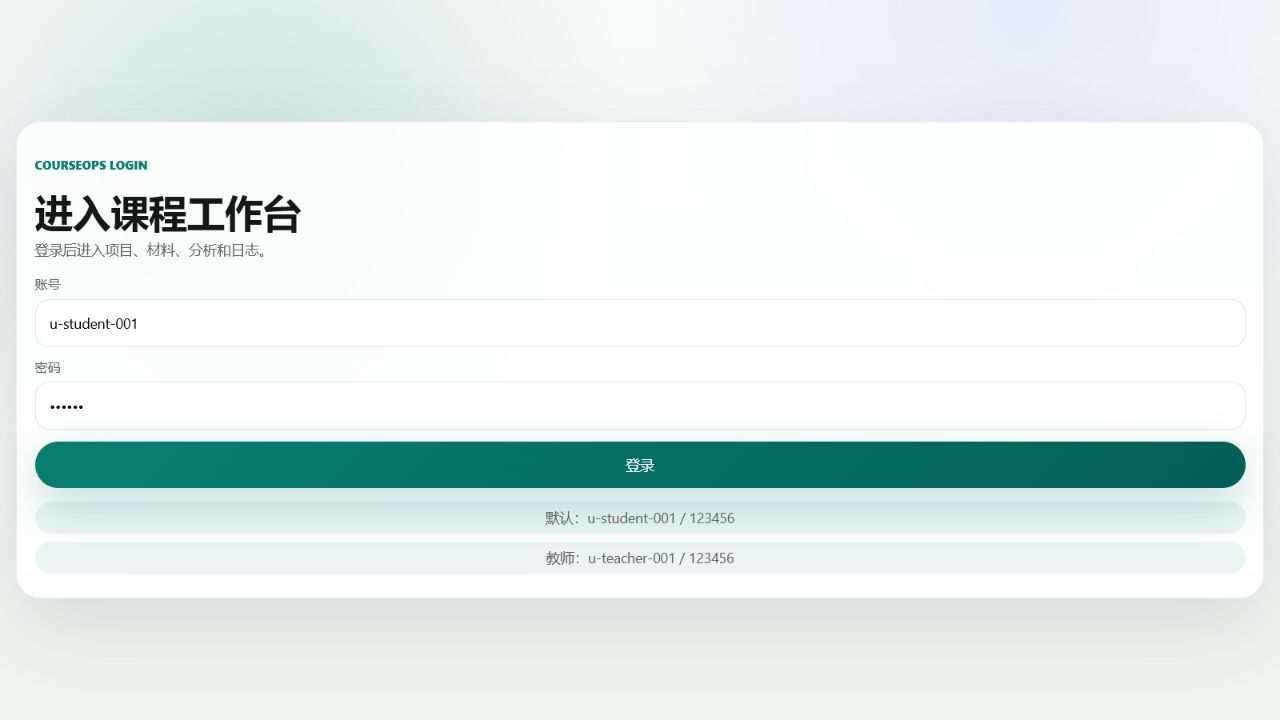 COURSEOPS LOGIN
进入课程工作台
登录后进入项目、材料、分析和日志。
账号
u-student-001
密码
••••••
登录
默认：u-student-001 / 123456
教师：u-teacher-001 / 123456